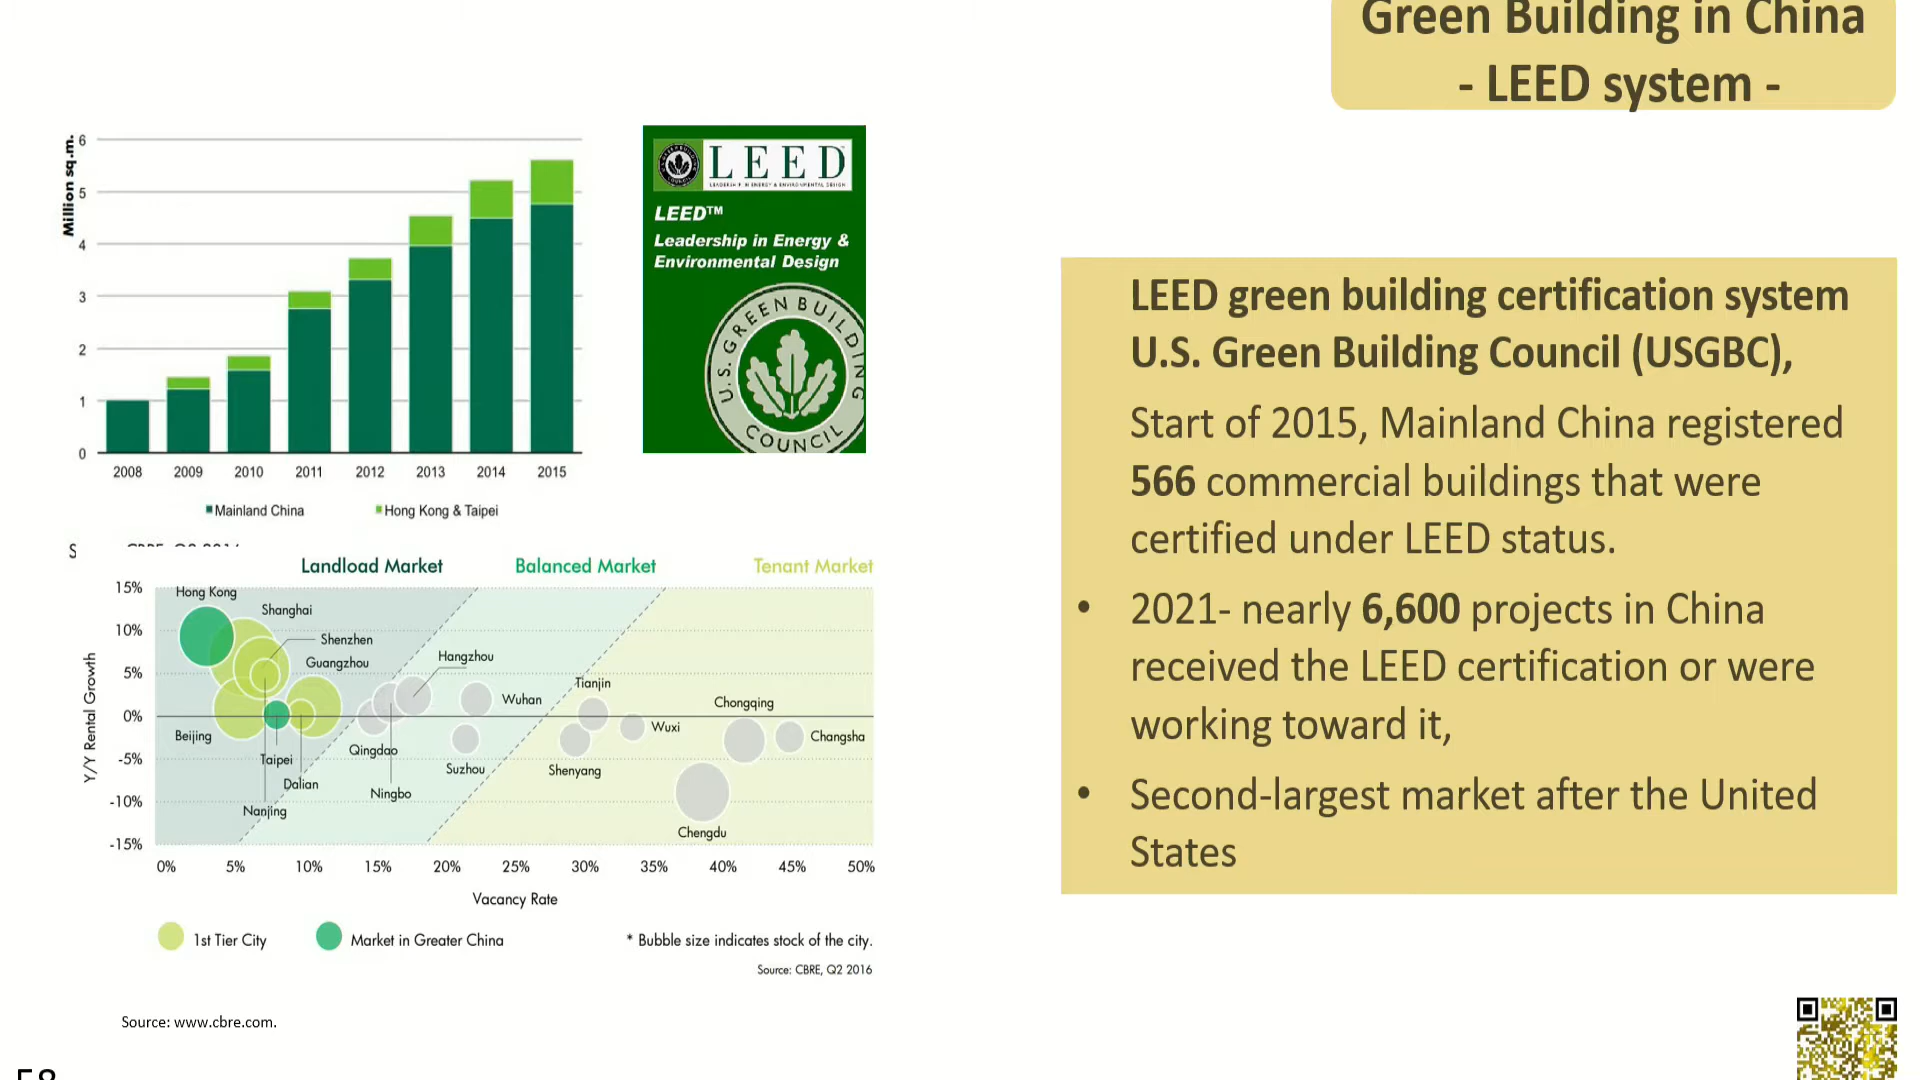 Green Building in China
- LEED system -
Million sq.m.
6
5
4
3
2
1
0
2008 2009 2010 2011 2012 2013 2014 2015
Mainland China Hong Kong & Taipei
LEED
LEADERSHIP IN ENERGY & ENVIRONMENTAL DESIGN
LEED™
Leadership in Energy &
Environmental Design
U.S. GREEN BUILDING COUNCIL
LEED green building certification system
U.S. Green Building Council (USGBC),
Start of 2015, Mainland China registered
566 commercial buildings that were
certified under LEED status.
• 2021- nearly 6,600 projects in China
received the LEED certification or were
working toward it,
• Second-largest market after the United
States
Landload Market Balanced Market Tenant Market
Y/Y Rental Growth
15%
10%
5%
0%
-5%
-10%
-15%
Hong Kong
Shanghai
Shenzhen
Guangzhou
Hangzhou
Tianjin
Wuhan
Chongqing
Wuxi
Beijing
Changsha
Qingdao
Taipei
Suzhou
Shenyang
Dalian
Ningbo
Nanjing
Chengdu
0% 5% 10% 15% 20% 25% 30% 35% 40% 45% 50%
Vacancy Rate
1st Tier City Market in Greater China * Bubble size indicates stock of the city.
Source: CBRE, Q2 2016
Source: www.cbre.com.
58